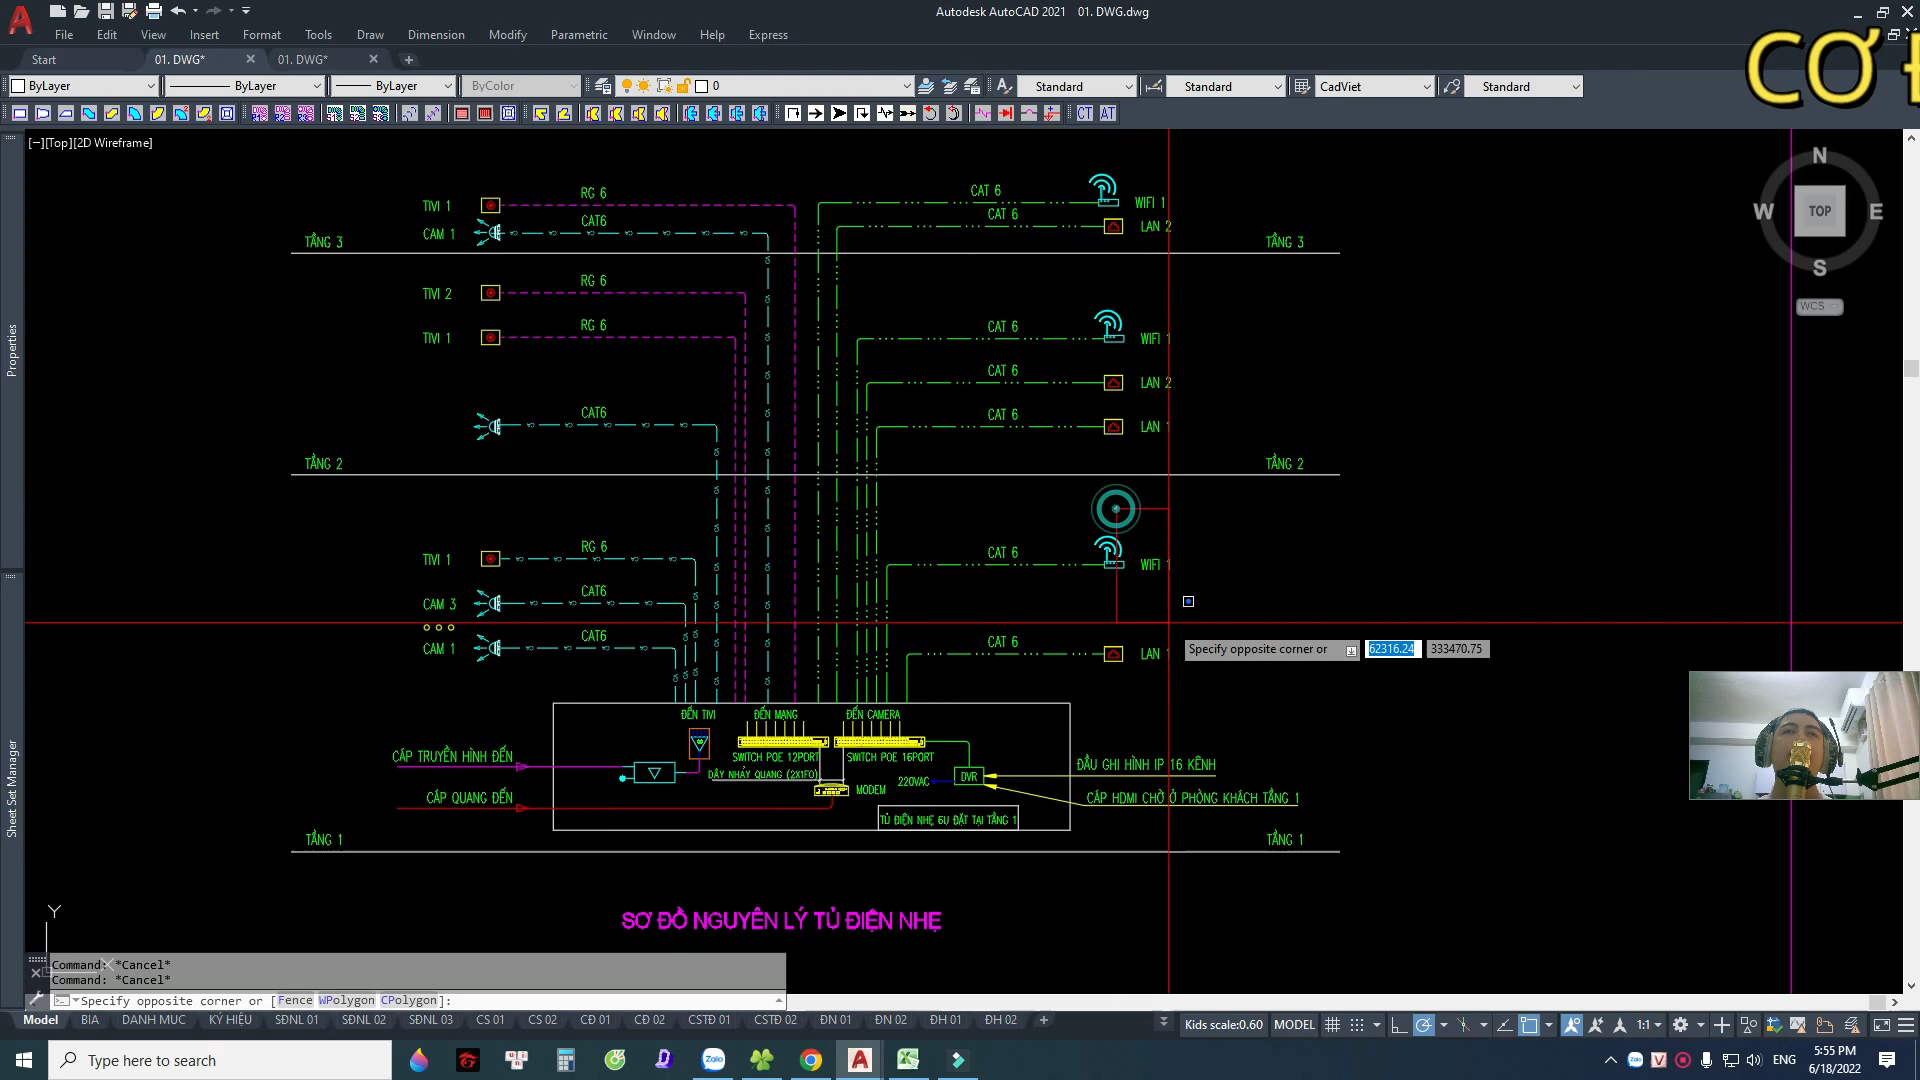 Autodesk AutoCAD 2021 01. DWG.dwg
File Edit View Insert Format Tools Draw Dimension Modify Parametric Window Help Express
CƠ
Start 01. DWG* 01. DWG*
ByLayer ByLayer ByLayer ByColor 0 Standard Standard CadViet Standard
CT AT
[−][Top][2D Wireframe]
N
W TOP E
S
WCS
RG 6
TIVI 1
CAT6
CAM 1
CAT 6
WIFI 1
CAT 6
LAN 2
TẦNG 3 TẦNG 3
RG 6
TIVI 2
RG 6
TIVI 1
CAT 6
WIFI 1
CAT 6
LAN 2
CAT6
CAT 6
LAN
TẦNG 2 TẦNG 2
RG 6
TIVI 1
CAT 6
WIFI 1
CAT6
CAM 3
CAT6
CAM 1
CAT 6
LAN
Specify opposite corner or 62316.24 333470.75
ĐẾN TIVI ĐẾN MẠNG ĐẾN CAMERA
CÁP TRUYỀN HÌNH ĐẾN
SWITCH POE 12PORT SWITCH POE 16PORT
DÂY NHẢY QUANG (2X1FO)
220VAC DVR
ĐẦU GHI HÌNH IP 16 KÊNH
CÁP QUANG ĐẾN
MODEM
CÁP HDMI CHỜ Ở PHÒNG KHÁCH TẦNG 1
TỦ ĐIỆN NHẸ 6U ĐẶT TẠI TẦNG 1
TẦNG 1 TẦNG 1
SƠ ĐỒ NGUYÊN LÝ TỦ ĐIỆN NHẸ
Y
X
Command: *Cancel*
Command: *Cancel*
Specify opposite corner or [Fence WPolygon CPolygon]:
Model BIA DANH MUC KÝ HIỆU SĐNL 01 SĐNL 02 SĐNL 03 CS 01 CS 02 CĐ 01 CĐ 02 CSTĐ 01 CSTĐ 02 ĐN 01 ĐN 02 ĐH 01 ĐH 02
Kids scale:0.60 MODEL 1:1
Properties
Sheet Set Manager
Type here to search
Zalo
ENG
5:55 PM
6/18/2022